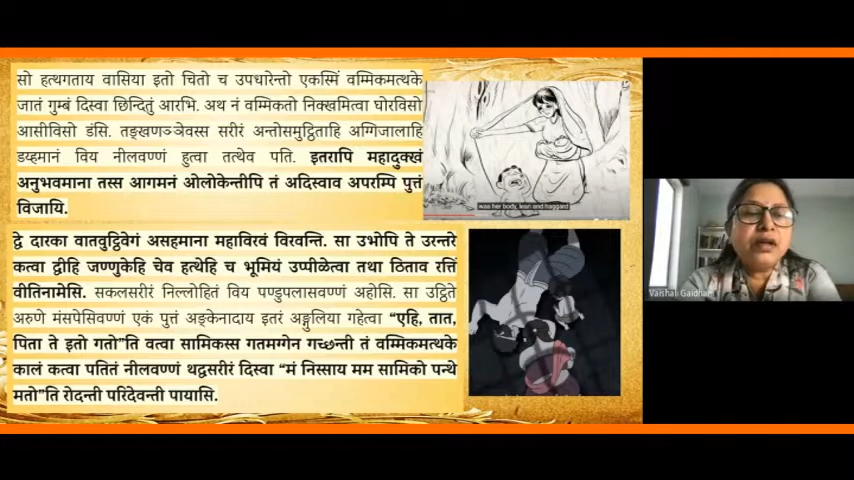 सो हत्थगताय वासिया इतो चितो च उपधारेन्तो एकस्मिं वम्मिकमत्थके
जातं गुम्बं दिस्वा छिन्दितुं आरभि. अथ नं वम्मिकतो निक्खमित्वा घोरविसो
आसीविसो डंसि. तङ्खणञ्ञेवस्स सरीरं अन्तोसमुट्ठिताहि अग्गिजालाहि
डय्हमानं विय नीलवण्णं हुत्वा तत्थेव पति. इतरापि महादुक्खं
अनुभवमाना तस्स आगमनं ओलोकेन्तीपि तं अदिस्वाव अपरम्पि पुत्तं
विजायि.
was her body, lean and haggard
द्वे दारका वातवुट्ठिवेगं असहमाना महाविरवं विरवन्ति. सा उभोपि ते उरन्तरे
कत्वा द्वीहि जण्णुकेहि चेव हत्थेहि च भूमियं उप्पीळेत्वा तथा ठिताव रत्तिं
वीतिनामेसि. सकलसरीरं निल्लोहितं विय पण्डुपलासवण्णं अहोसि. सा उट्ठिते
अरुणे मंसपेसिवण्णं एकं पुत्तं अङ्केनादाय इतरं अङ्गुलिया गहेत्वा “एहि, तात,
पिता ते इतो गतो”ति वत्वा सामिकस्स गतमग्गेन गच्छन्ती तं वम्मिकमत्थके
कालं कत्वा पतितं नीलवण्णं थद्धसरीरं दिस्वा “मं निस्साय मम सामिको पन्थे
मतो”ति रोदन्ती परिदेवन्ती पायासि.
Vaishali Gaidhar